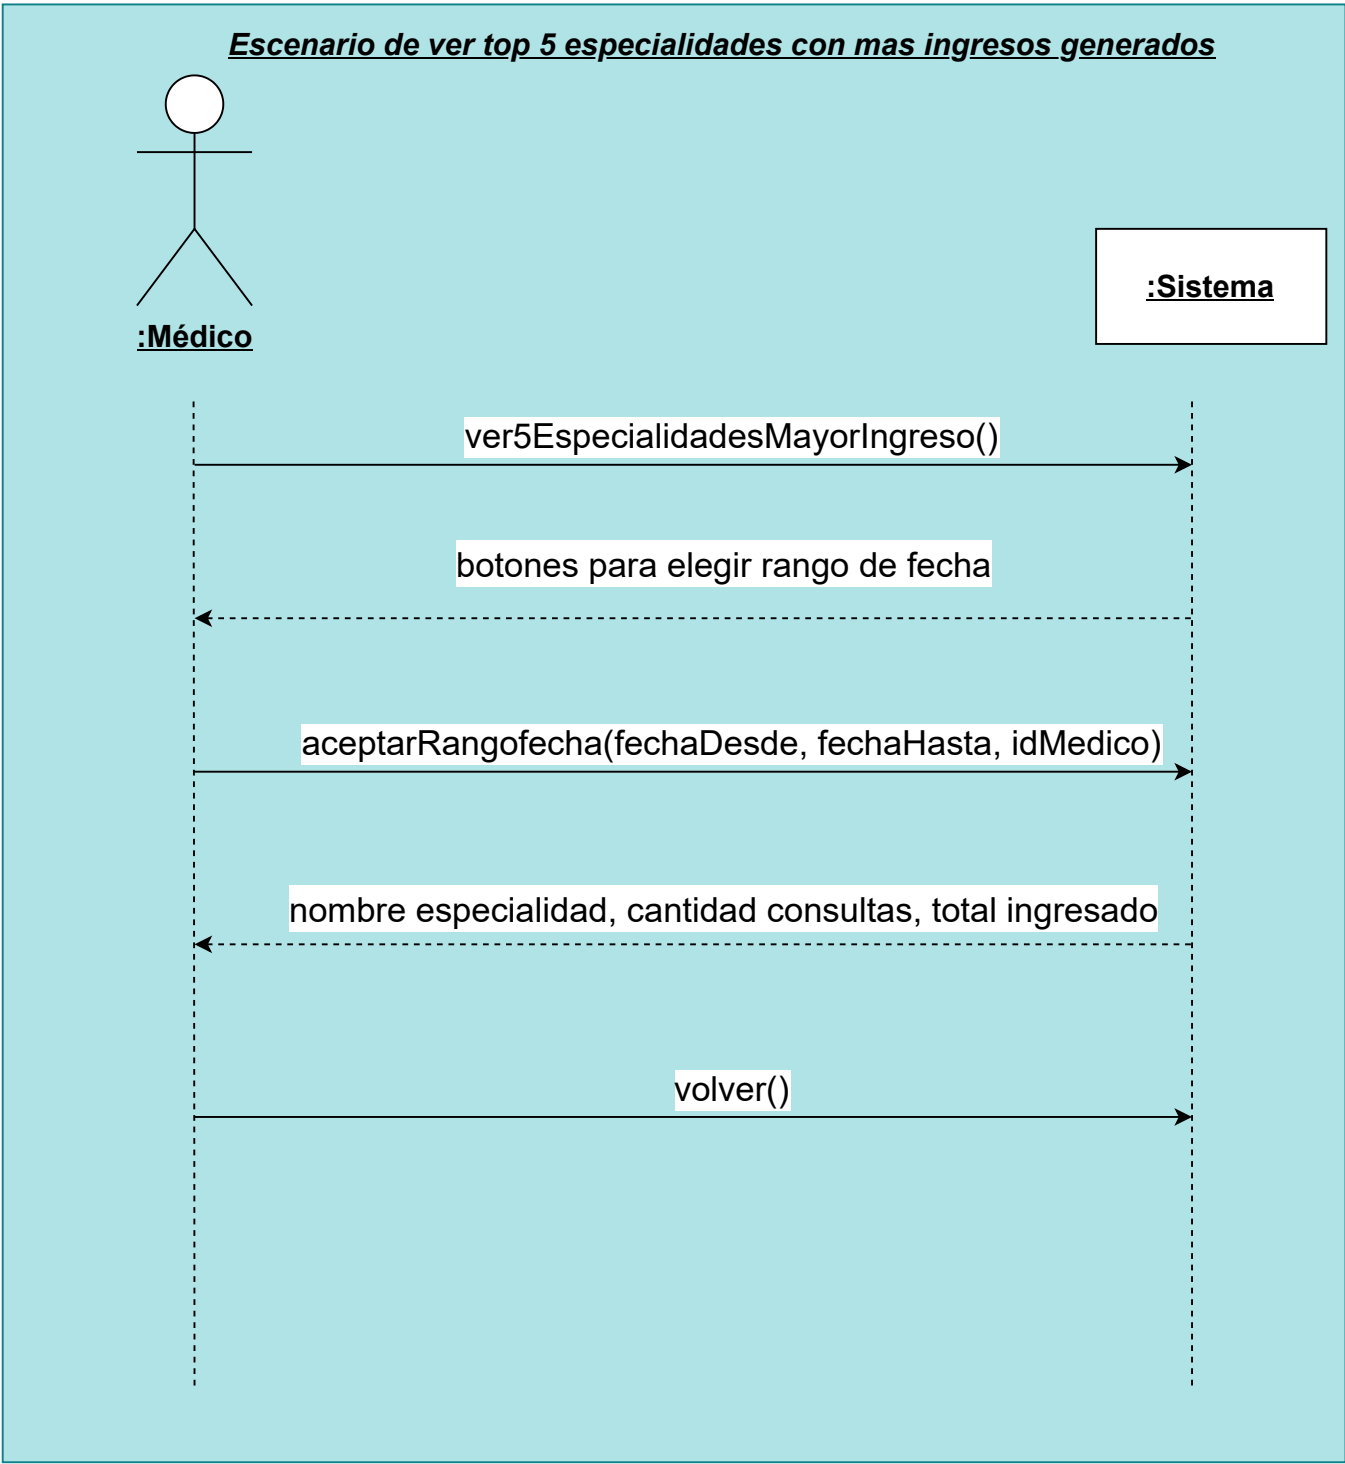 Escenario de ver top 5 especialidades con mas ingresos generados
:Sistema
:Médico
ver5EspecialidadesMayorIngreso()
botones para elegir rango de fecha
aceptarRangofecha(fechaDesde, fechaHasta, idMedico)
nombre especialidad, cantidad consultas, total ingresado
volver()